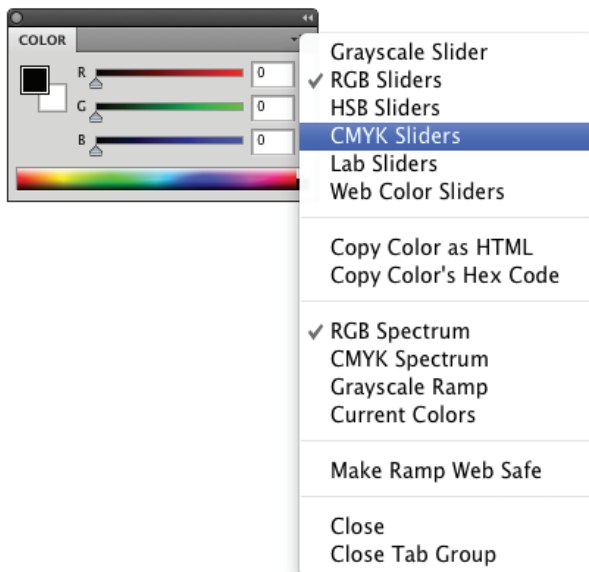 COLOR
R 0
G 0
B 0
Grayscale Slider
RGB Sliders
HSB Sliders
CMYK Sliders
Lab Sliders
Web Color Sliders
Copy Color as HTML
Copy Color's Hex Code
RGB Spectrum
CMYK Spectrum
Grayscale Ramp
Current Colors
Make Ramp Web Safe
Close
Close Tab Group